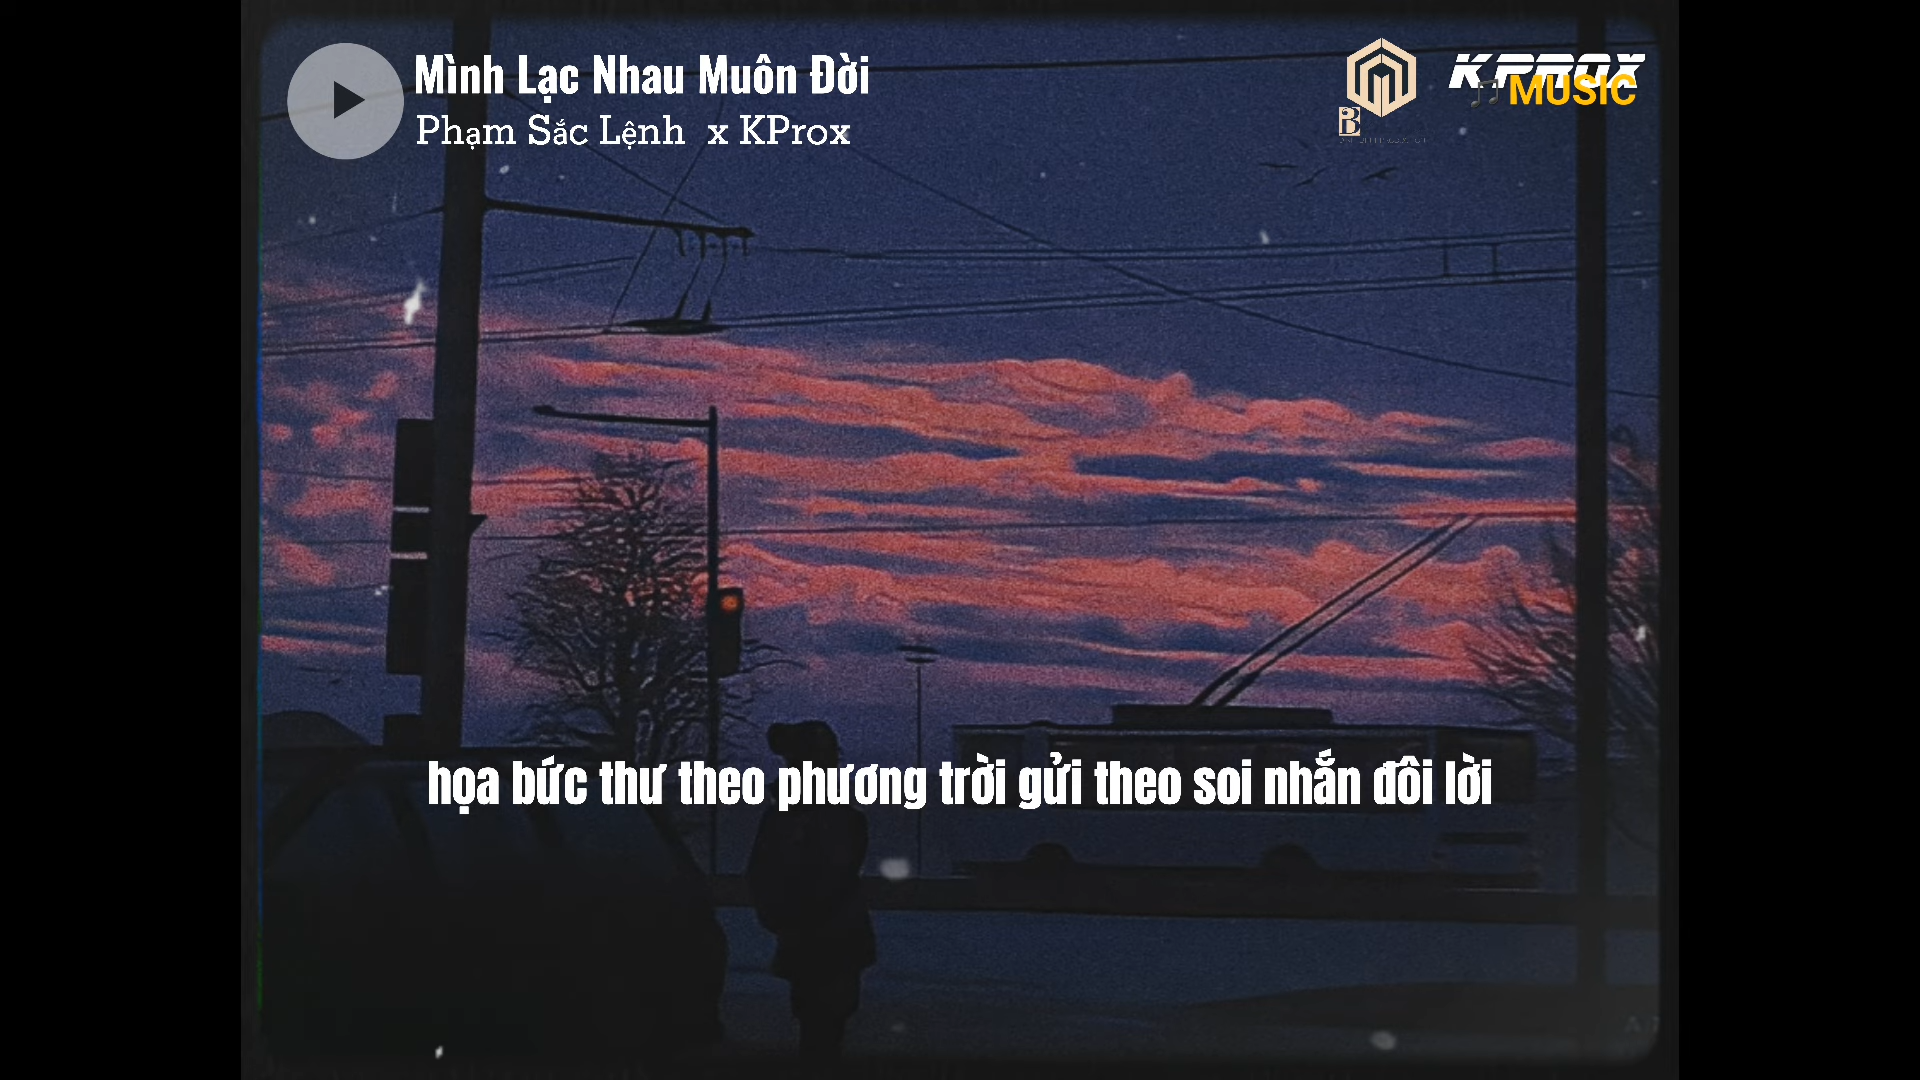 Mình Lạc Nhau Muôn Đời
Phạm Sắc Lệnh x KProx
KPROX
MUSIC
B
họa bức thư theo phương trời gửi theo soi nhắn đôi lời